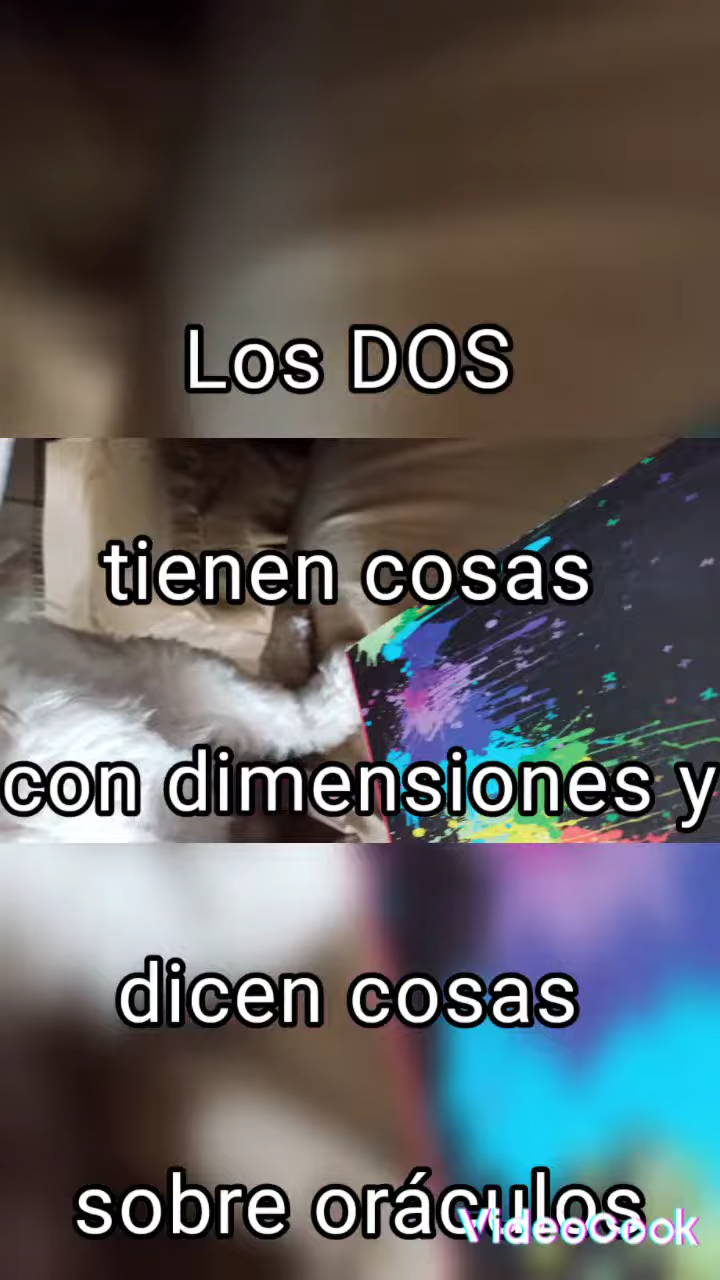 Los DOS
tienen cosas
con dimensiones y
dicen cosas
sobre oráculos
VideoCook